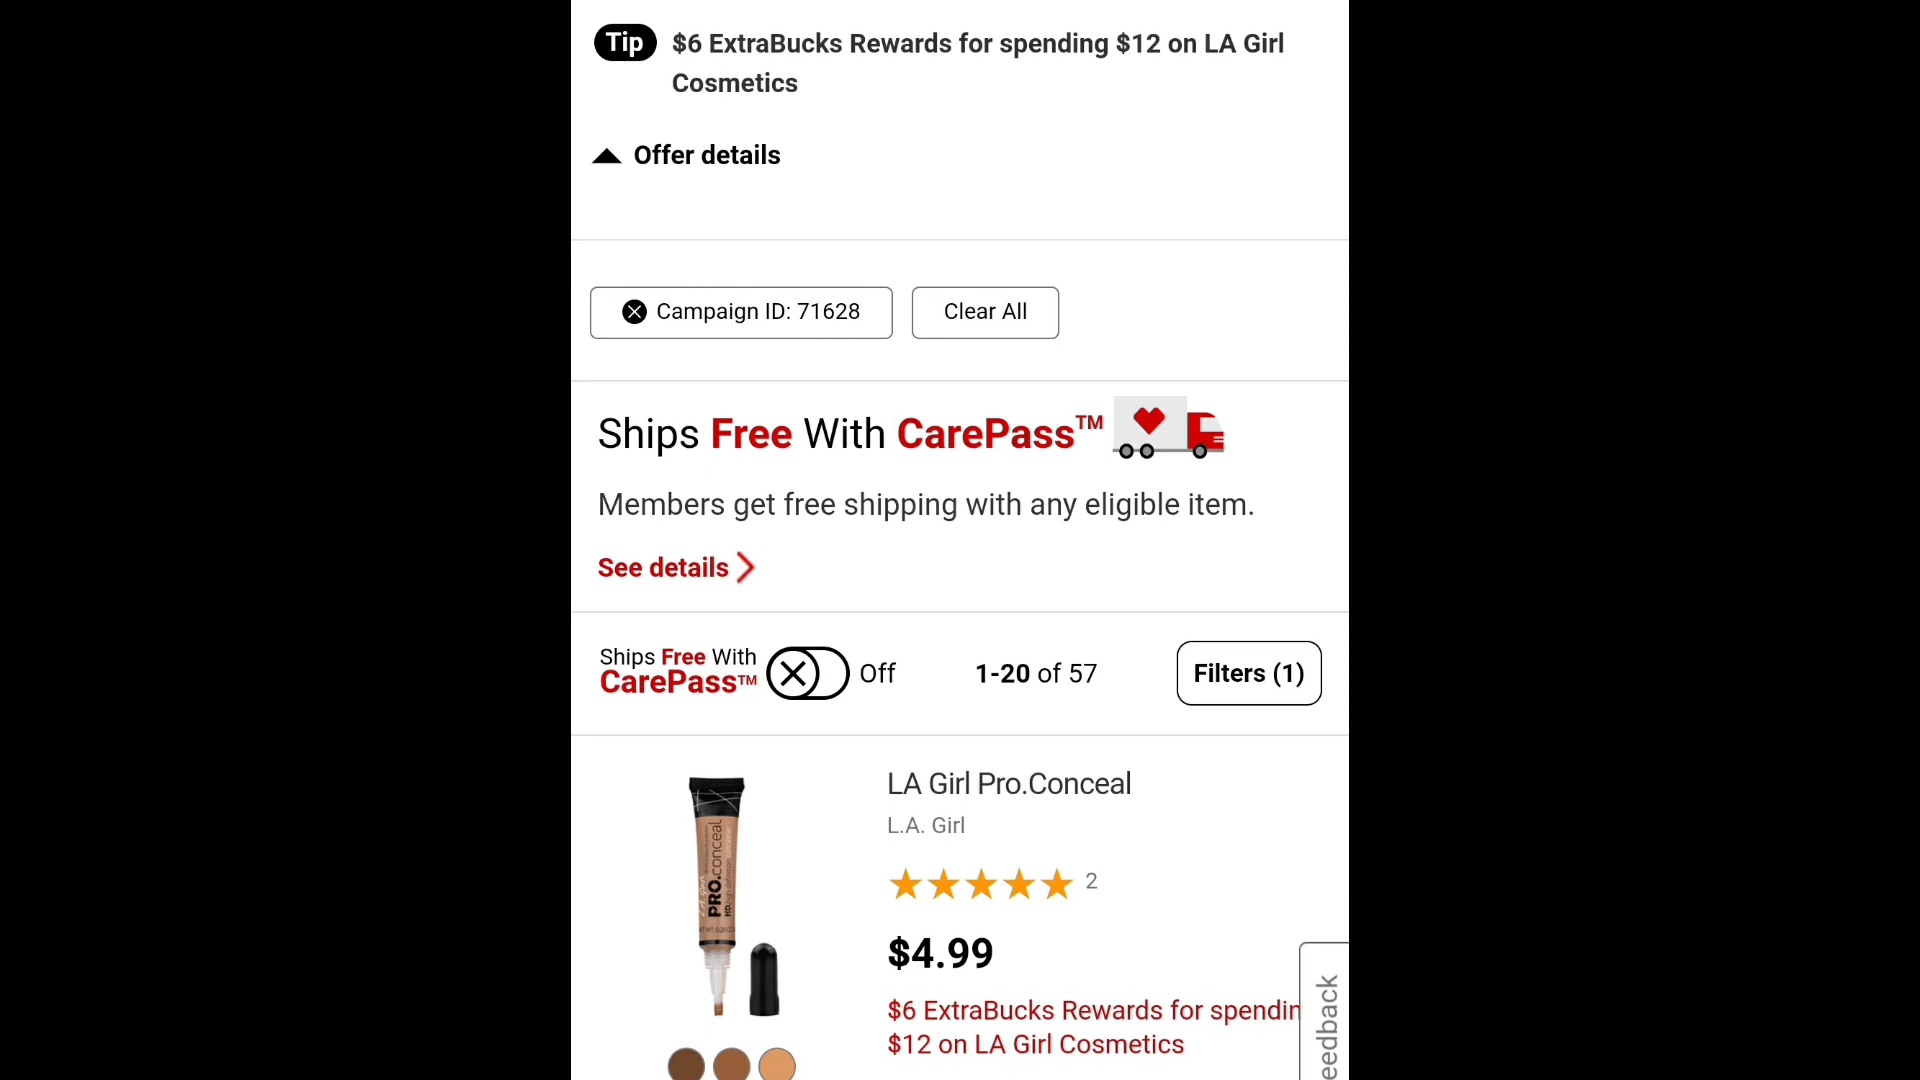 Tip $6 ExtraBucks Rewards for spending $12 on LA Girl
Cosmetics
Offer details
Campaign ID: 71628 Clear All
Ships Free With CarePass™
Members get free shipping with any eligible item.
See details
Ships Free With
CarePass™
Off
1-20 of 57
Filters (1)
LA Girl Pro.Conceal
L.A. Girl
2
$4.99
$6 ExtraBucks Rewards for spendin
$12 on LA Girl Cosmetics
PRO.conceal
HD
eedback